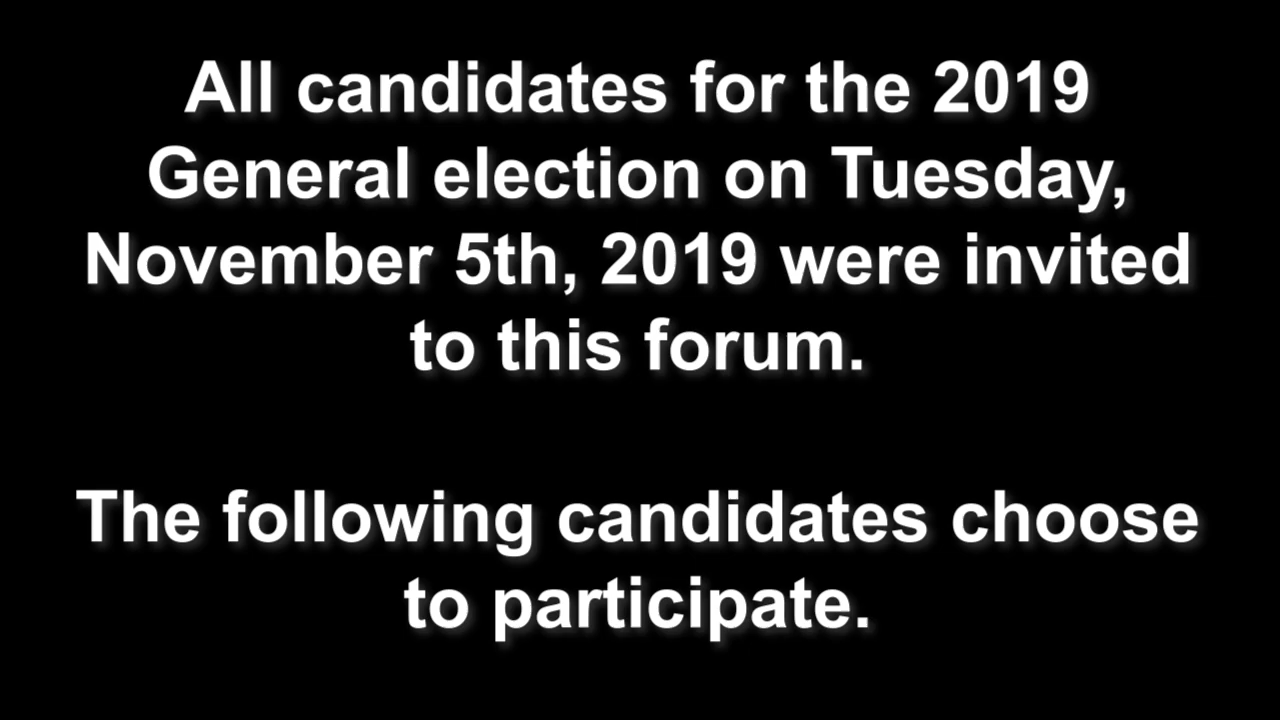 All candidates for the 2019
General election on Tuesday,
November 5th, 2019 were invited
to this forum.
The following candidates choose
to participate.